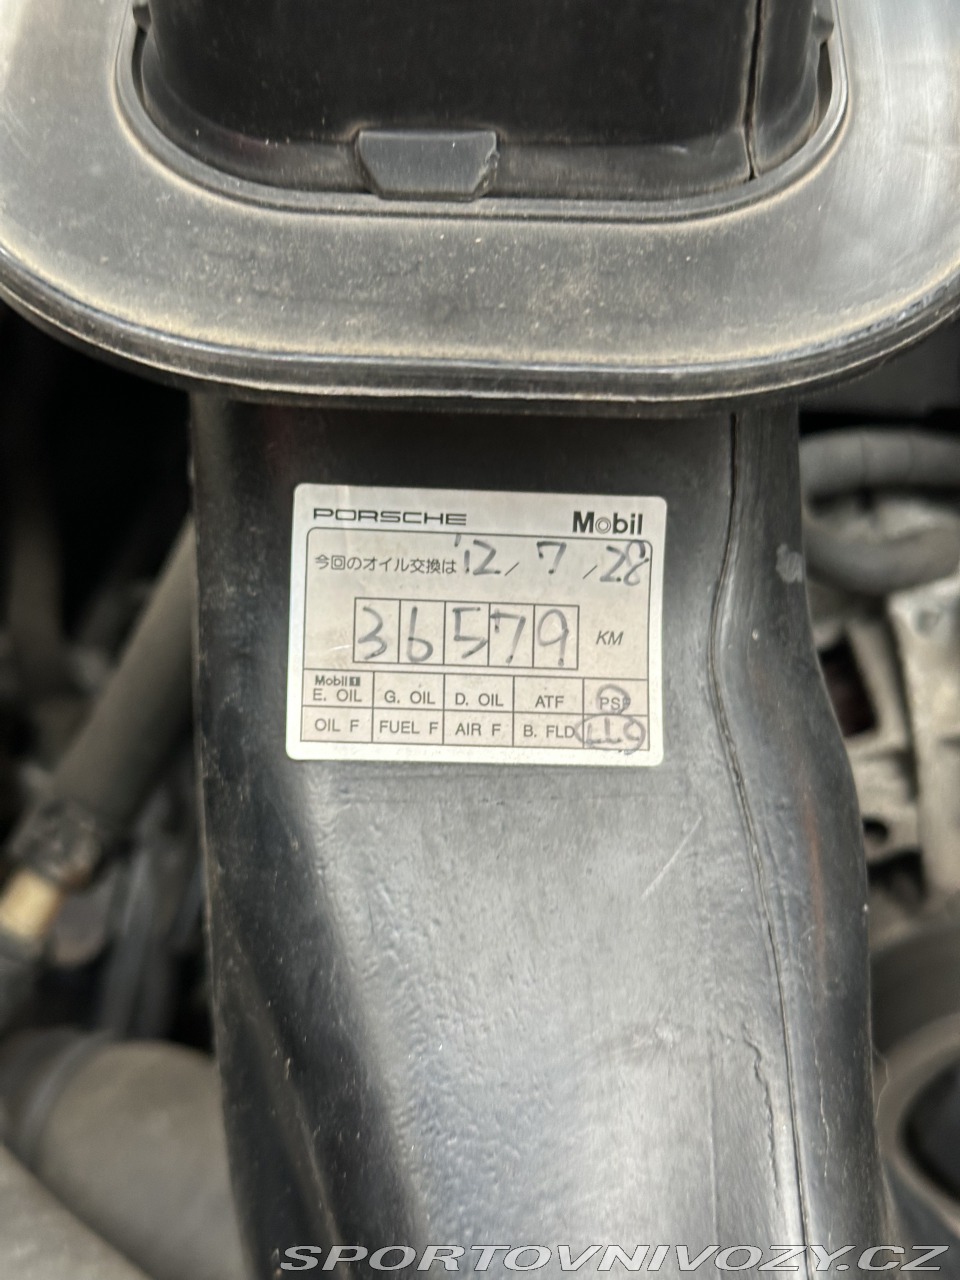 PORSCHE Mobil
今回のオイル交換は '12 / 7 / 28
36579 KM
Mobil 1
E. OIL G. OIL D. OIL ATF PSF
OIL F FUEL F AIR F B. FLD LLC
SPORTOVNIVOZY.CZ